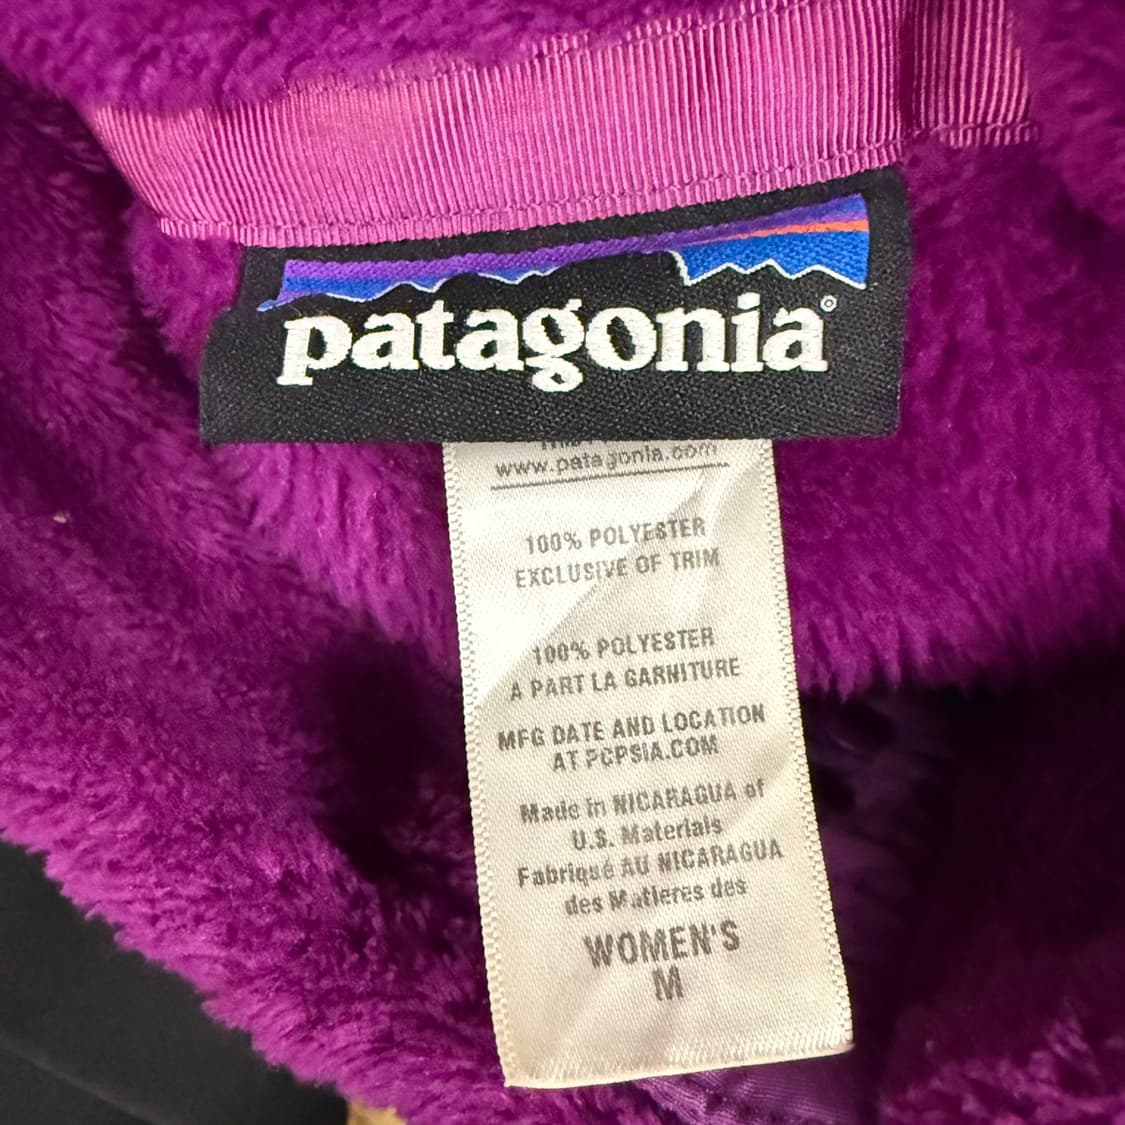 patagonia®
www.patagonia.com
100% POLYESTER
EXCLUSIVE OF TRIM
100% POLYESTER
A PART LA GARNITURE
MFG DATE AND LOCATION
AT PCPSIA.COM
Made in NICARAGUA of
U.S. Materials
Fabriqué AU NICARAGUA
des Matieres des
WOMEN'S
M